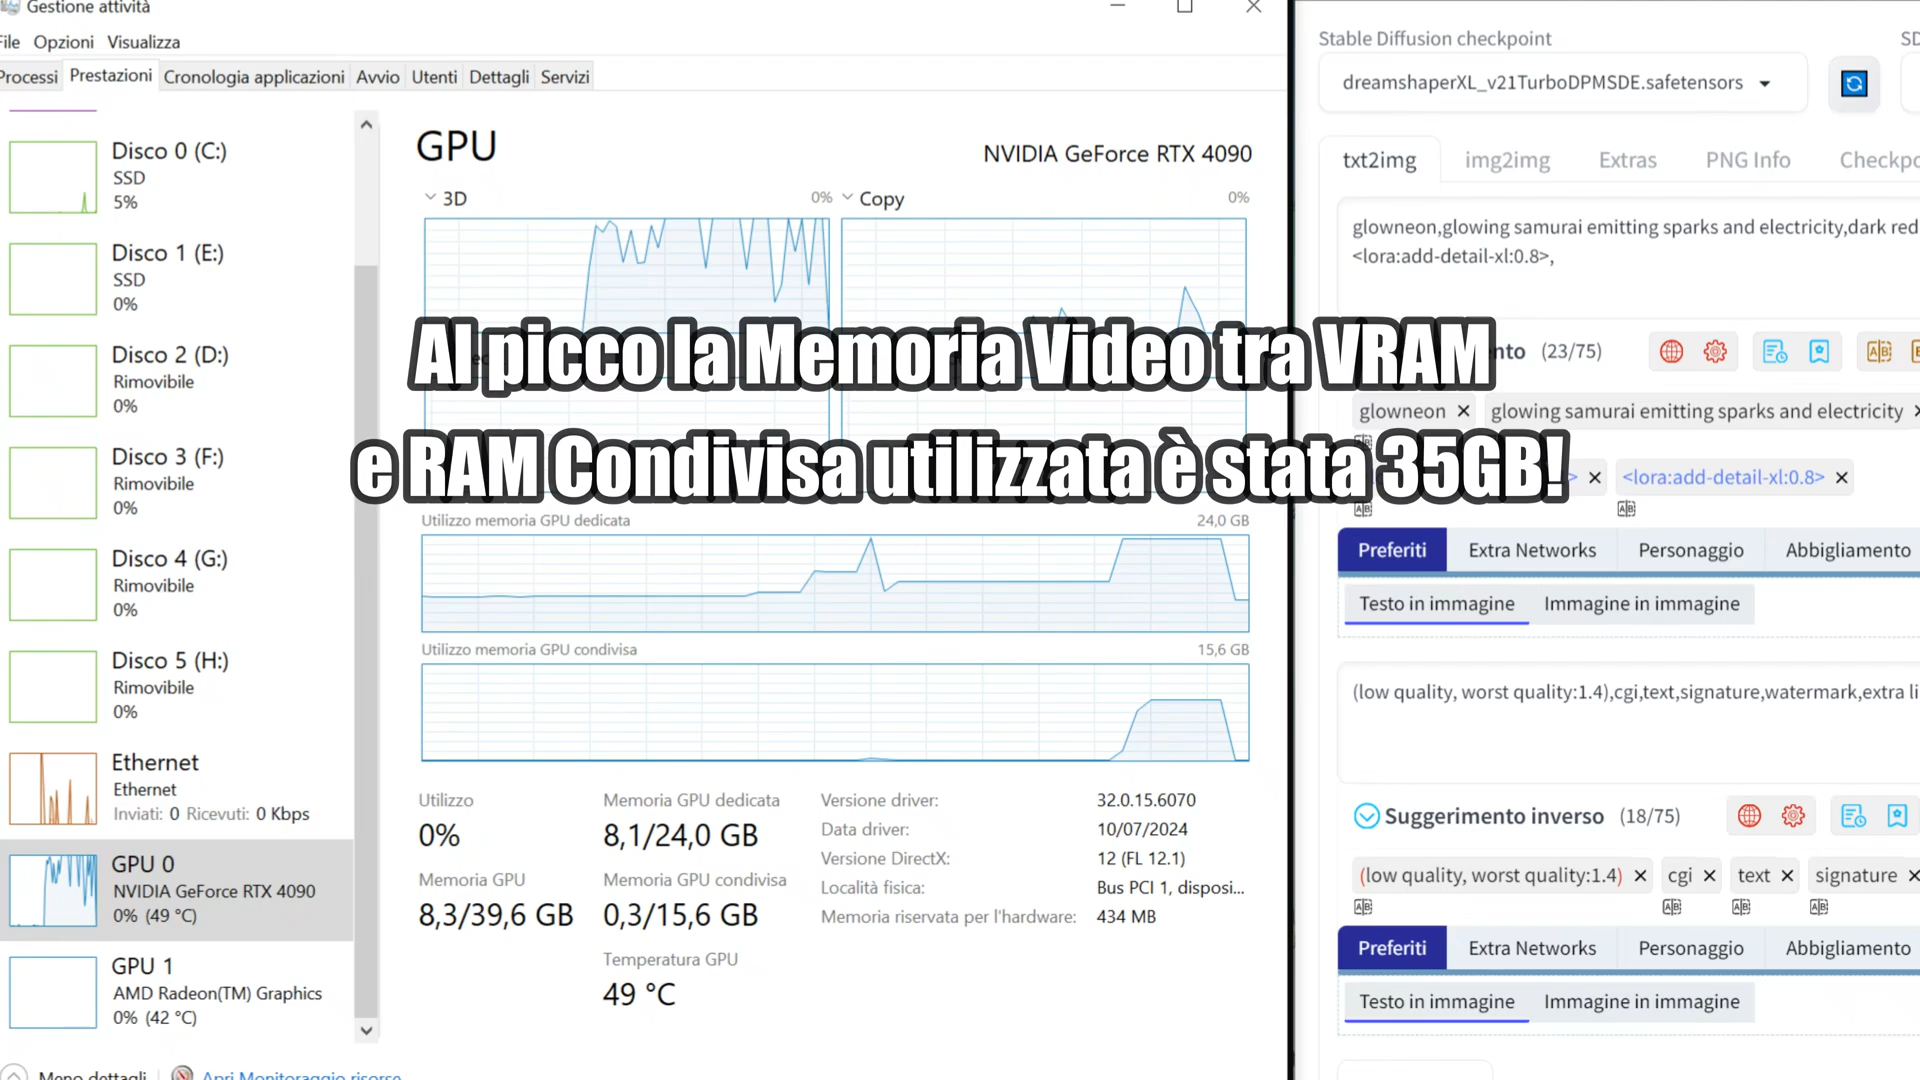 Gestione attività
File Opzioni Visualizza
Processi Prestazioni Cronologia applicazioni Avvio Utenti Dettagli Servizi
Disco 0 (C:)
SSD
5%
Disco 1 (E:)
SSD
0%
Disco 2 (D:)
Rimovibile
0%
Disco 3 (F:)
Rimovibile
0%
Disco 4 (G:)
Rimovibile
0%
Disco 5 (H:)
Rimovibile
0%
Ethernet
Ethernet
Inviati: 0 Ricevuti: 0 Kbps
GPU 0
NVIDIA GeForce RTX 4090
0% (49 °C)
GPU 1
AMD Radeon(TM) Graphics
0% (42 °C)
Meno dettagli
Apri Monitoraggio risorse
GPU
NVIDIA GeForce RTX 4090
3D 0%
Copy 0%
Al picco la Memoria Video tra VRAM
e RAM Condivisa utilizzata è stata 35GB!
Utilizzo memoria GPU dedicata 24,0 GB
Utilizzo memoria GPU condivisa 15,6 GB
Utilizzo
0%
Memoria GPU dedicata
8,1/24,0 GB
Memoria GPU
8,3/39,6 GB
Memoria GPU condivisa
0,3/15,6 GB
Temperatura GPU
49 °C
Versione driver: 32.0.15.6070
Data driver: 10/07/2024
Versione DirectX: 12 (FL 12.1)
Località fisica: Bus PCI 1, disposi...
Memoria riservata per l'hardware: 434 MB
Stable Diffusion checkpoint
SD
dreamshaperXL_v21TurboDPMSDE.safetensors
txt2img img2img Extras PNG Info Checkpo
glowneon,glowing samurai emitting sparks and electricity,dark red
<lora:add-detail-xl:0.8>,
nto (23/75)
glowneon × glowing samurai emitting sparks and electricity ×
> × <lora:add-detail-xl:0.8> ×
Preferiti Extra Networks Personaggio Abbigliamento
Testo in immagine Immagine in immagine
(low quality, worst quality:1.4),cgi,text,signature,watermark,extra li
Suggerimento inverso (18/75)
(low quality, worst quality:1.4) × cgi × text × signature ×
Preferiti Extra Networks Personaggio Abbigliamento
Testo in immagine Immagine in immagine